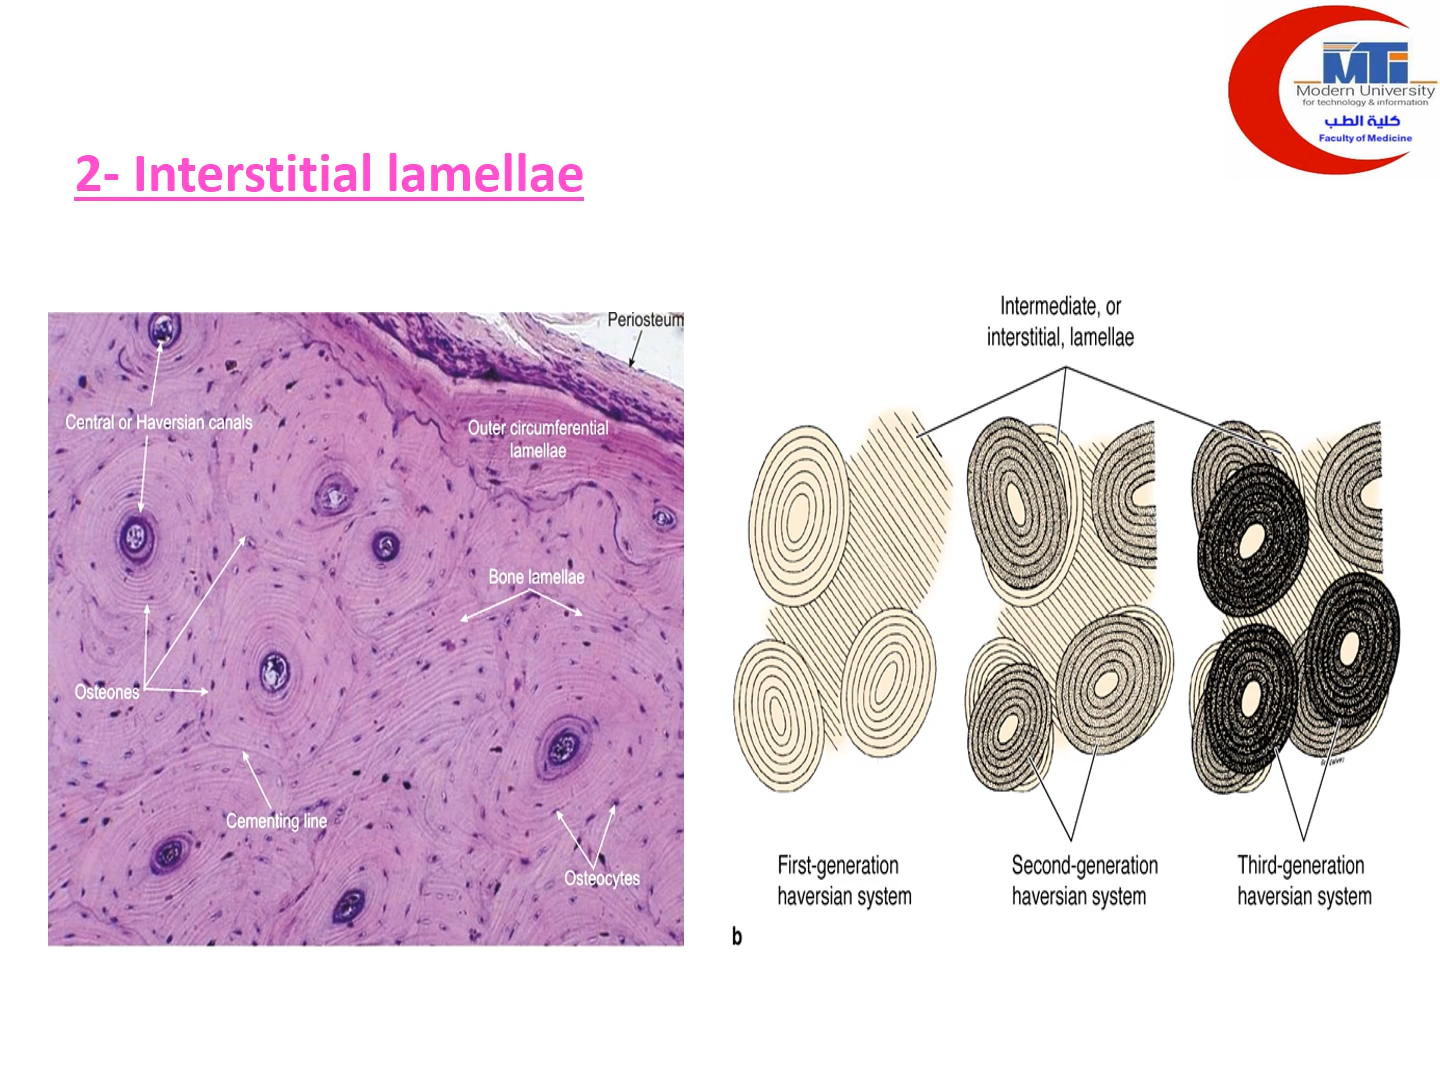 MTi
Modern University
for technology & information
كلية الطب
Faculty of Medicine
2- Interstitial lamellae
Periosteum
Central or Haversian canals
Outer circumferential
lamellae
Bone lamellae
Osteones
Cementing line
Osteocytes
Intermediate, or
interstitial, lamellae
First-generation
haversian system
Second-generation
haversian system
Third-generation
haversian system
b